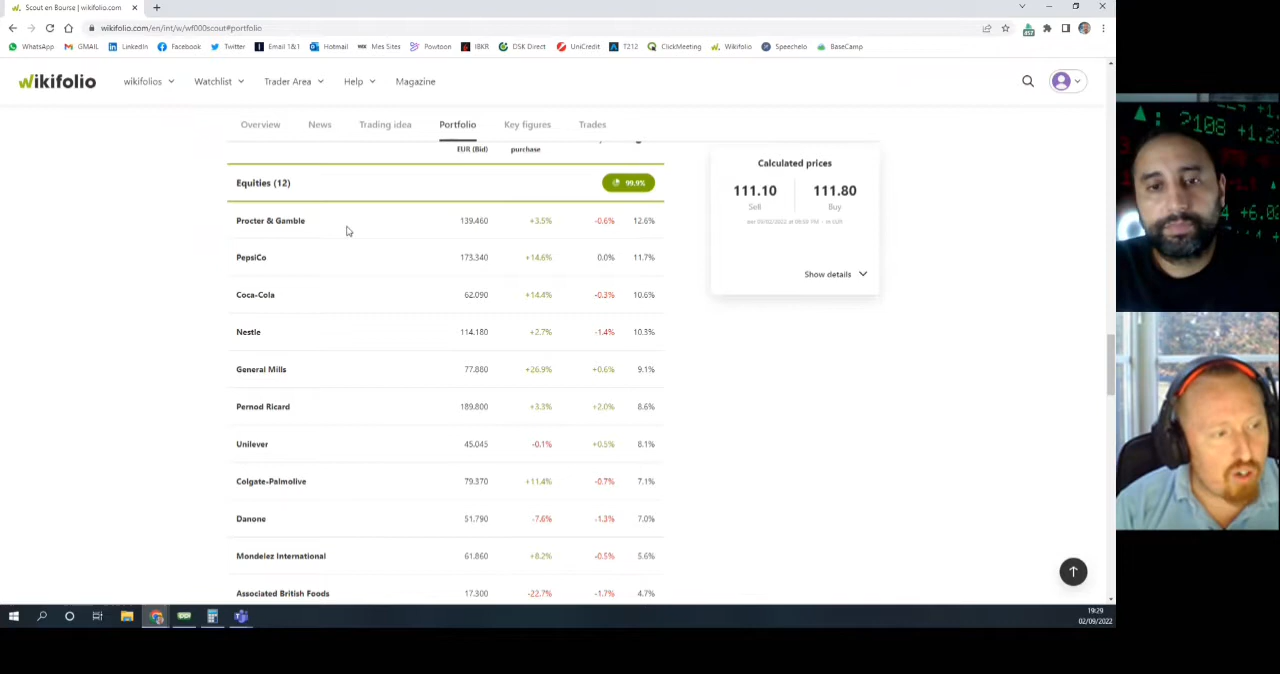 Scout en Bourse | wikifolio.com
wikifolio.com/en/int/w/wf000scout#portfolio
WhatsApp GMAIL LinkedIn Facebook Twitter Email 1&1 Hotmail Mes Sites Powtoon IBKR DSK Direct UniCredit T212 ClickMeeting Wikifolio Speechelo BaseCamp
wikifolio wikifolios Watchlist Trader Area Help Magazine
Overview News Trading idea Portfolio Key figures Trades
EUR (Bid) purchase
Equities (12) 99.9%
Procter & Gamble 139.460 +3.5% -0.6% 12.6%
PepsiCo 173.340 +14.6% 0.0% 11.7%
Coca-Cola 62.090 +14.4% -0.3% 10.6%
Nestle 114.180 +2.7% -1.4% 10.3%
General Mills 77.880 +26.9% +0.6% 9.1%
Pernod Ricard 189.800 +3.3% +2.0% 8.6%
Unilever 45.045 -0.1% +0.5% 8.1%
Colgate-Palmolive 79.370 +11.4% -0.7% 7.1%
Danone 51.790 -7.6% -1.3% 7.0%
Mondelez International 61.860 +8.2% -0.5% 5.6%
Associated British Foods 17.300 -22.7% -1.7% 4.7%
Calculated prices
111.10 111.80
Sell Buy
Show details
19:29
02/09/2022